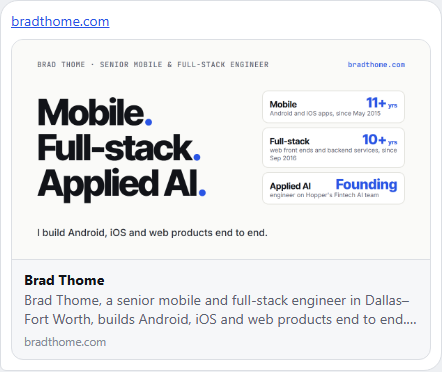 bradthome.com
BRAD THOME · SENIOR MOBILE & FULL-STACK ENGINEER
bradthome.com
Mobile.
Full-stack.
Applied AI.
Mobile
11+ yrs
Android and iOS apps, since May 2015
Full-stack
10+ yrs
web front ends and backend services, since
Sep 2016
Applied AI
Founding
engineer on Hopper's Fintech AI team
I build Android, iOS and web products end to end.
Brad Thome
Brad Thome, a senior mobile and full-stack engineer in Dallas–
Fort Worth, builds Android, iOS and web products end to end....
bradthome.com